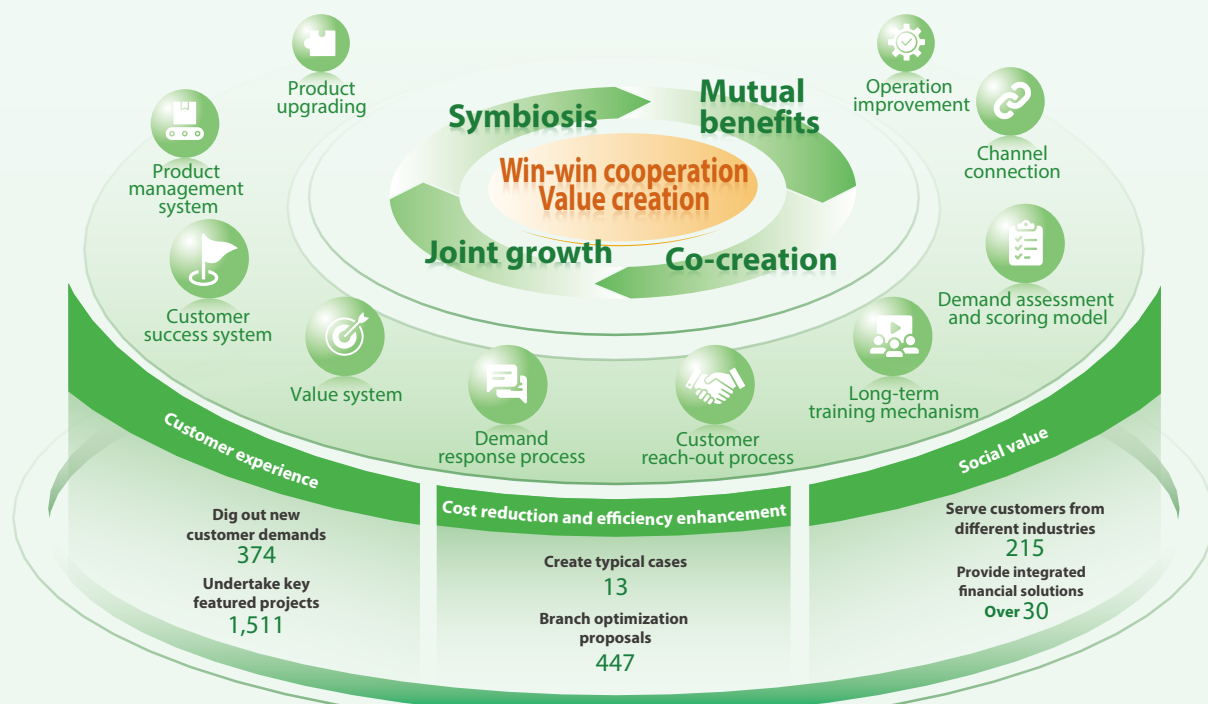 Product
upgrading
Operation
improvement
Symbiosis
Mutual
benefits
Product
management
system
Channel
connection
Win-win cooperation
Value creation
Joint growth
Co-creation
Customer
success system
Demand assessment
and scoring model
Value system
Long-term
training mechanism
Demand
response process
Customer
reach-out process
Customer experience
Dig out new
customer demands
374
Undertake key
featured projects
1,511
Cost reduction and efficiency enhancement
Create typical cases
13
Branch optimization
proposals
447
Social value
Serve customers from
different industries
215
Provide integrated
financial solutions
Over 30